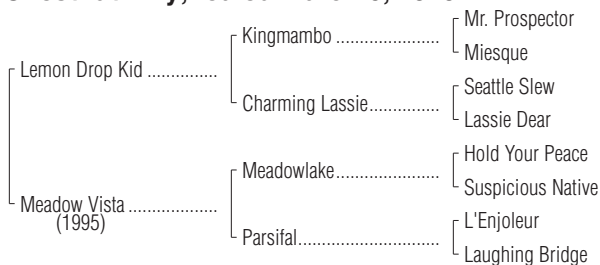 Kingmambo ..................
Mr. Prospector
Miesque
Lemon Drop Kid ...............
Charming Lassie...............
Seattle Slew
Lassie Dear
Meadow Vista ...................
(1995)
Meadowlake......................
Hold Your Peace
Suspicious Native
Parsifal..............................
L'Enjoleur
Laughing Bridge